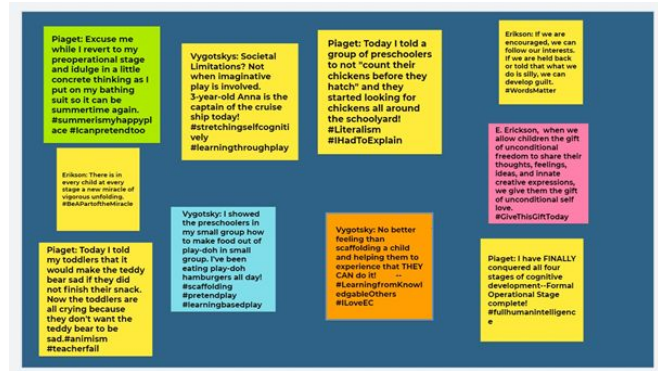 Piaget: Excuse me
while I revert to my
preoperational stage
and idulge in a little
concrete thinking as I
put on my bathing
suit so it can be
summertime again.
#summerismyhappypl
ace #Icanpretendtoo
Vygotskys: Societal
Limitations? Not
when imaginative
play is involved.
3-year-old Anna is the
captain of the cruise
ship today!
#stretchingselfcogniti
vely
#learningthroughplay
Piaget: Today I told a
group of preschoolers
to not "count their
chickens before they
hatch" and they
started looking for
chickens all around
the schoolyard!
#Literalism
#IHadToExplain
Erikson: If we are
encouraged, we can
follow our interests.
If we are held back
or told that what we
do is silly, we can
develop guilt.
#WordsMatter
Erikson: There is in
every child at every
stage a new miracle of
vigorous unfolding.
#BeAPartoftheMiracle
E. Erickson, when we
allow children the gift
of unconditional
freedom to share their
thoughts, feelings,
ideas, and innate
creative expressions,
we give them the gift
of unconditional self
love.
#GiveThisGiftToday
Piaget: Today I told
my toddlers that it
would make the teddy
bear sad if they did
not finish their snack.
Now the toddlers are
all crying because
they don't want the
teddy bear to be
sad.#animism
#teacherfail
Vygotsky: I showed
the preschoolers in
my small group how
to make food out of
play-doh in small
group. I've been
eating play-doh
hamburgers all day!
#scaffolding
#pretendplay
#learningbasedplay
Vygotsky: No better
feeling than
scaffolding a child
and helping them to
experience that THEY
CAN do it! --
#LearningfromKnowl
edgableOthers
#ILoveEC
Piaget: I have FINALLY
conquered all four
stages of cognitive
development--Formal
Operational Stage
complete!
#fullhumanintelligenc
e